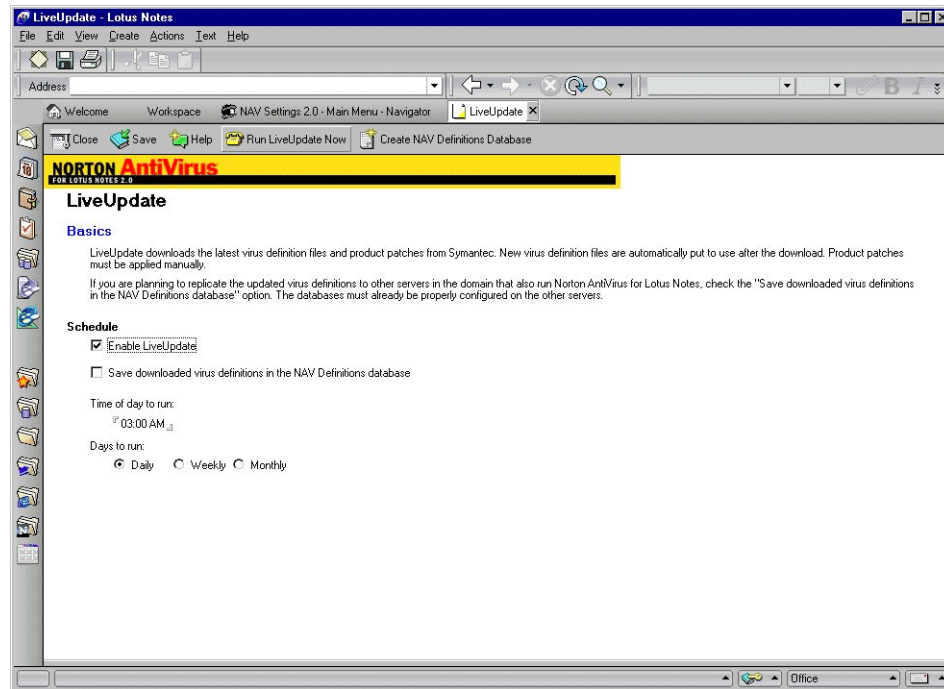 LiveUpdate - Lotus Notes
File Edit View Create Actions Text Help
Address
Welcome Workspace NAV Settings 2.0 - Main Menu - Navigator LiveUpdate
Close Save Help Run LiveUpdate Now Create NAV Definitions Database
NORTON AntiVirus
FOR LOTUS NOTES 2.0
LiveUpdate
Basics
LiveUpdate downloads the latest virus definition files and product patches from Symantec. New virus definition files are automatically put to use after the download. Product patches
must be applied manually.
If you are planning to replicate the updated virus definitions to other servers in the domain that also run Norton AntiVirus for Lotus Notes, check the "Save downloaded virus definitions
in the NAV Definitions database" option. The databases must already be properly configured on the other servers.
Schedule
Enable LiveUpdate
Save downloaded virus definitions in the NAV Definitions database
Time of day to run:
03:00 AM
Days to run:
Daily Weekly Monthly
Office